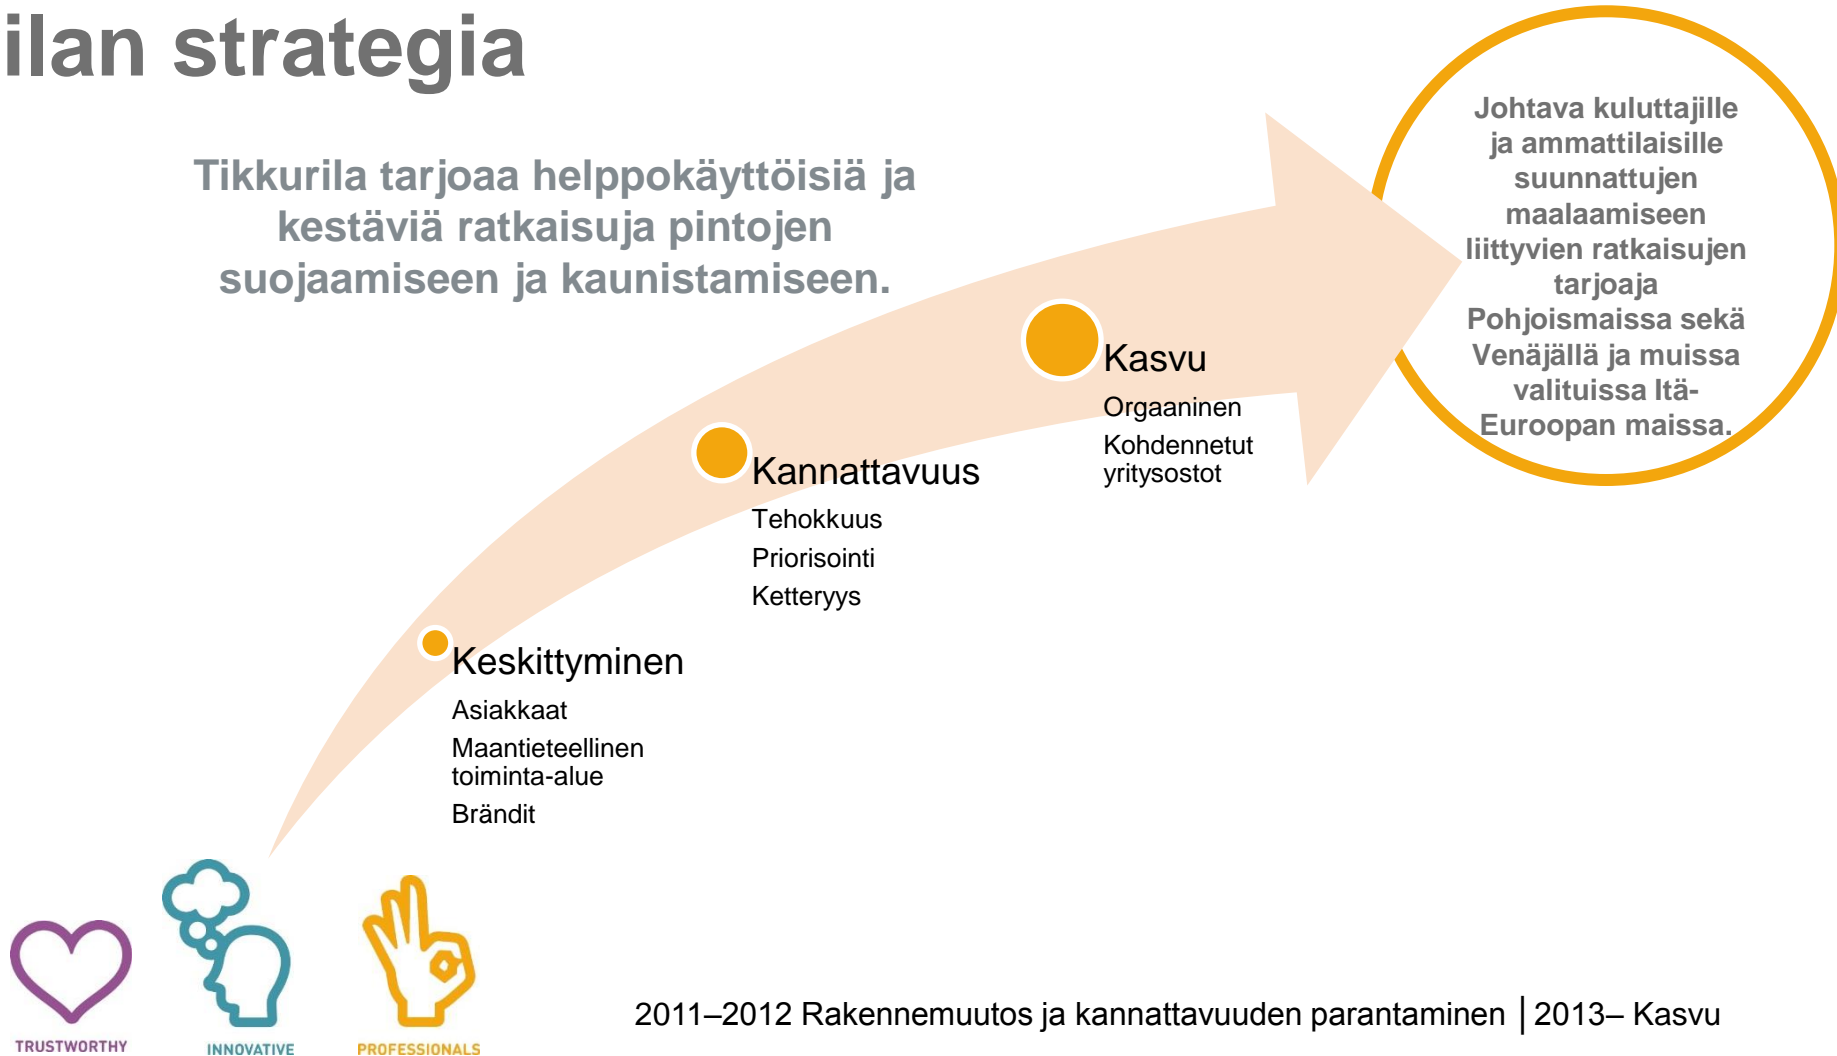 ilan strategia
Tikkurila tarjoaa helppokäyttöisiä ja
kestäviä ratkaisuja pintojen
suojaamiseen ja kaunistamiseen.
Johtava kuluttajille
ja ammattilaisille
suunnattujen
maalaamiseen
liittyvien ratkaisujen
tarjoaja
Pohjoismaissa sekä
Venäjällä ja muissa
valituissa Itä-
Euroopan maissa.
Kasvu
Orgaaninen
Kohdennetut
yritysostot
Kannattavuus
Tehokkuus
Priorisointi
Ketteryys
Keskittyminen
Asiakkaat
Maantieteellinen
toiminta-alue
Brändit
TRUSTWORTHY
INNOVATIVE
PROFESSIONALS
2011–2012 Rakennemuutos ja kannattavuuden parantaminen | 2013– Kasvu